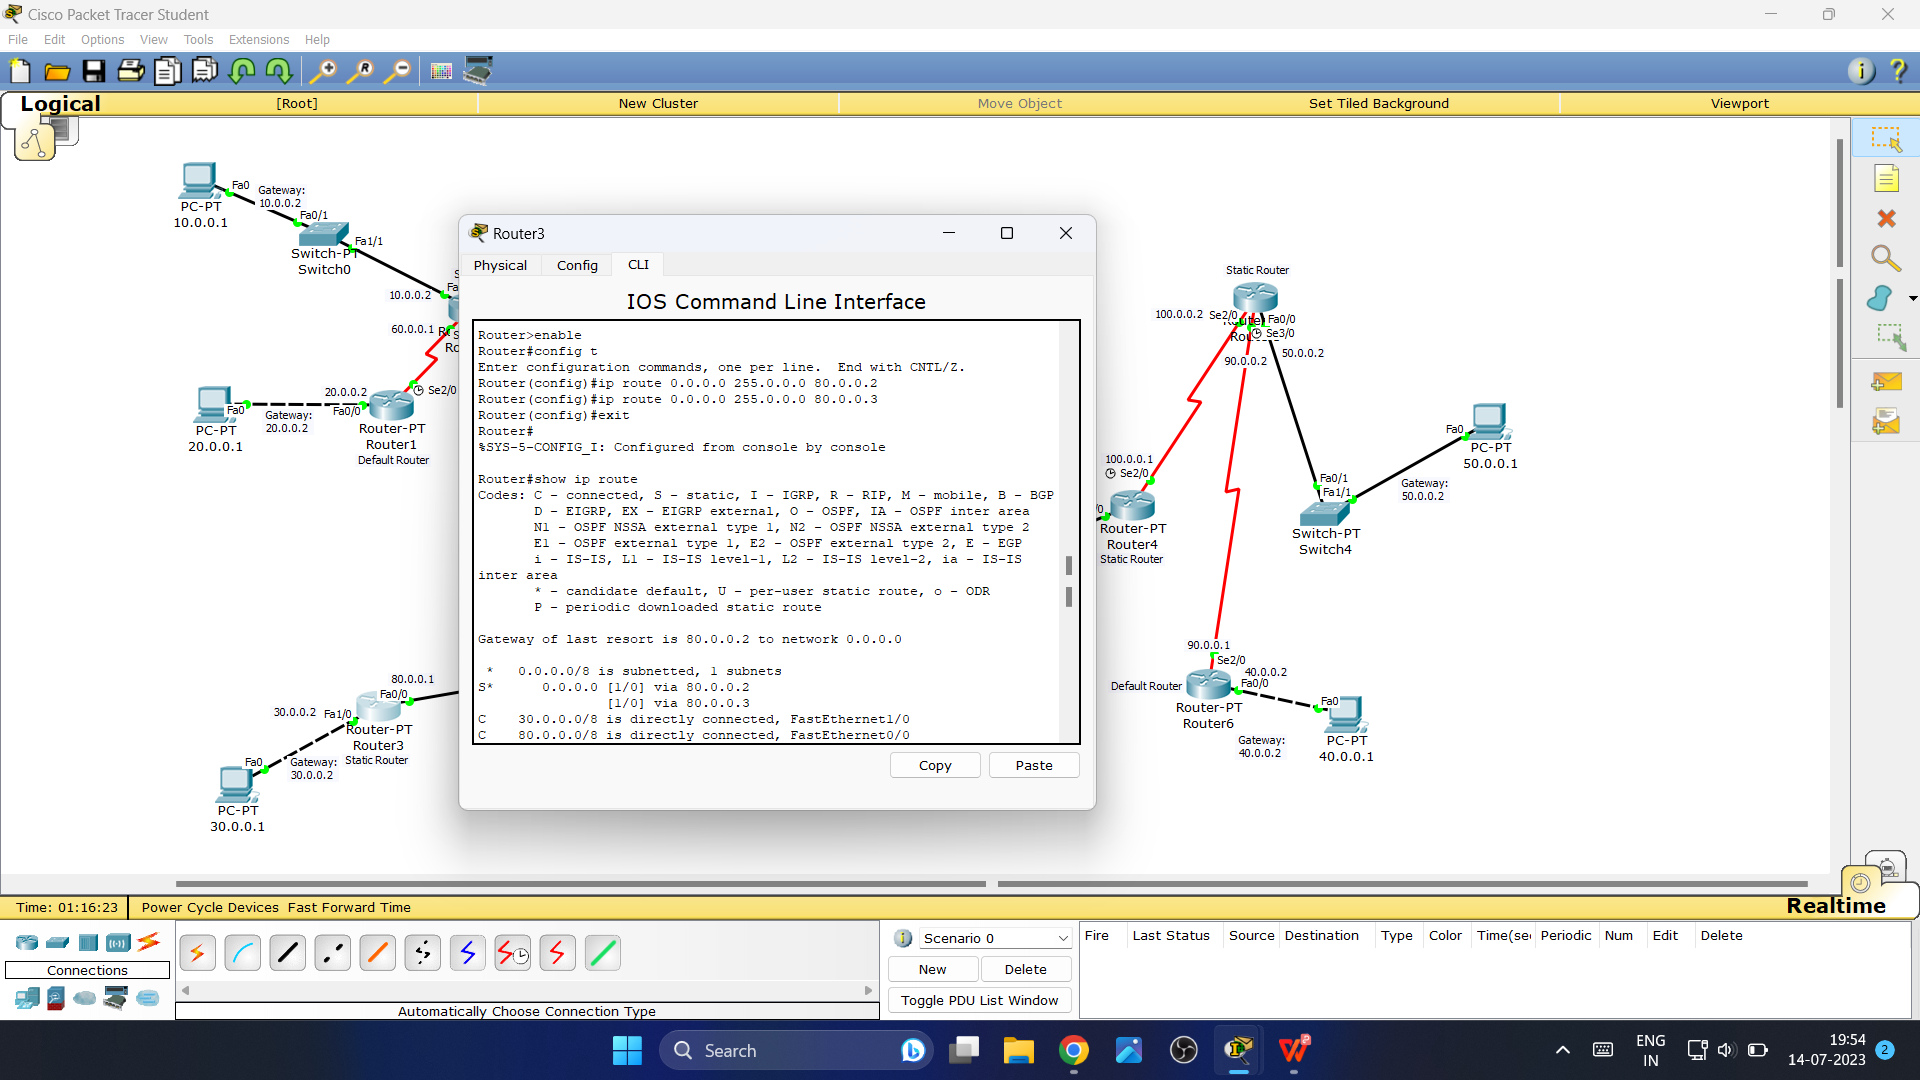 Cisco Packet Tracer Student
File Edit Options View Tools Extensions Help
Logical
[Root]
New Cluster
Move Object
Set Tiled Background
Viewport
Fa0
Gateway:
10.0.0.2
PC-PT
10.0.0.1
Fa0/1
Fa1/1
Switch-PT
Switch0
10.0.0.2
60.0.0.1
20.0.0.2
Se2/0
Fa0
Fa0/0
Gateway:
20.0.0.2
PC-PT
20.0.0.1
Router-PT
Router1
Default Router
80.0.0.1
Fa0/0
30.0.0.2 Fa1/0
Router-PT
Router3
Static Router
Fa0
Gateway:
30.0.0.2
PC-PT
30.0.0.1
Router3
Physical Config CLI
IOS Command Line Interface
Router>enable
Router#config t
Enter configuration commands, one per line.  End with CNTL/Z.
Router(config)#ip route 0.0.0.0 255.0.0.0 80.0.0.2
Router(config)#ip route 0.0.0.0 255.0.0.0 80.0.0.3
Router(config)#exit
Router#
%SYS-5-CONFIG_I: Configured from console by console
Router#show ip route
Codes: C - connected, S - static, I - IGRP, R - RIP, M - mobile, B - BGP
D - EIGRP, EX - EIGRP external, O - OSPF, IA - OSPF inter area
N1 - OSPF NSSA external type 1, N2 - OSPF NSSA external type 2
E1 - OSPF external type 1, E2 - OSPF external type 2, E - EGP
i - IS-IS, L1 - IS-IS level-1, L2 - IS-IS level-2, ia - IS-IS
inter area
* - candidate default, U - per-user static route, o - ODR
P - periodic downloaded static route
Gateway of last resort is 80.0.0.2 to network 0.0.0.0
*    0.0.0.0/8 is subnetted, 1 subnets
S*      0.0.0.0 [1/0] via 80.0.0.2
[1/0] via 80.0.0.3
C    30.0.0.0/8 is directly connected, FastEthernet1/0
C    80.0.0.0/8 is directly connected, FastEthernet0/0
Copy
Paste
Static Router
100.0.0.2 Se2/0
Fa0/0
Se3/0
90.0.0.2
50.0.0.2
100.0.0.1
Se2/0
Router-PT
Router4
Static Router
Fa0
PC-PT
50.0.0.1
Gateway:
50.0.0.2
Fa0/1
Fa1/1
Switch-PT
Switch4
90.0.0.1
Se2/0
40.0.0.2
Fa0/0
Default Router
Router-PT
Router6
Fa0
Gateway:
40.0.0.2
PC-PT
40.0.0.1
Time: 01:16:23
Power Cycle Devices Fast Forward Time
Realtime
Connections
Automatically Choose Connection Type
Scenario 0
New
Delete
Toggle PDU List Window
Fire Last Status Source Destination Type Color Time(sec Periodic Num Edit Delete
Search
ENG
IN
19:54
14-07-2023
2